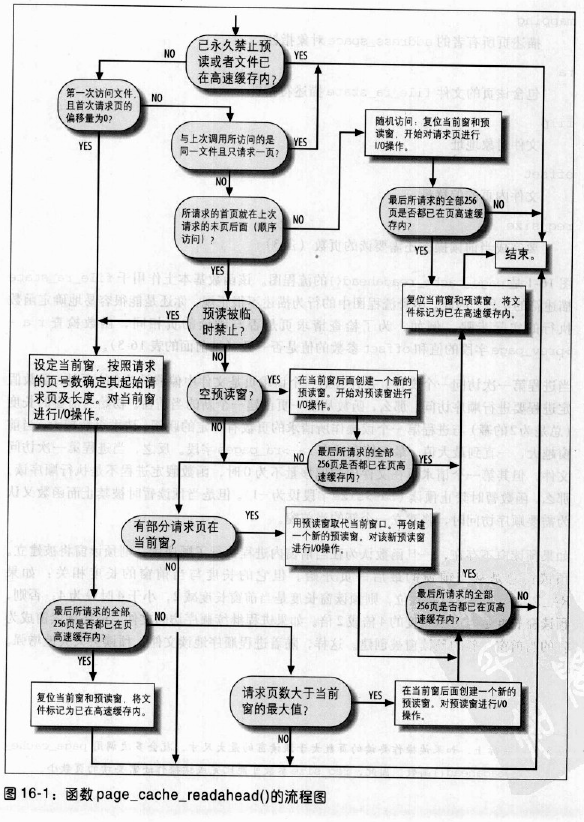 已永久禁止预
读或者文件已
在高速缓存内?
NO
YES
第一次访问文件，
且首次请求页的
偏移量为0?
NO
YES
与上次调用所访问的是
同一文件且只请求一页?
YES
NO
随机访问：复位当前窗和预
读窗，开始对请求页进行
I/O操作。
所请求的首页就在上次
请求的末页后面（顺序
访问）?
NO
YES
最后所请求的全部256
页是否都已在页高速缓
存内?
NO
YES
结束。
复位当前窗和预读窗，将文
件标记为已在高速缓存内。
预读被临
时禁止?
YES
NO
设定当前窗，按照请求
的页号数确定其起始请
求页及长度。对当前窗
进行I/O操作。
空预读窗?
YES
NO
在当前窗后面创建一个新的
预读窗。开始对预读窗进行
I/O操作。
最后所请求的全部
256页是否都已在页高速
缓存内?
NO
YES
有部分请求页在
当前窗?
YES
NO
用预读窗取代当前窗口。再创建
一个新的预读窗，对该新预读窗
进行I/O操作。
最后所请求的全部
256页是否都已在页
高速缓存内?
NO
YES
最后所请求的全部
256页是否都已在页高
速缓存内?
NO
YES
复位当前窗和预读窗，将文
件标记为已在高速缓存内。
请求页数大于当前
窗的最大值?
YES
NO
在当前窗后面创建一个新的
预读窗。对预读窗进行I/O
操作。
图 16-1：函数 page_cache_readahead()的流程图